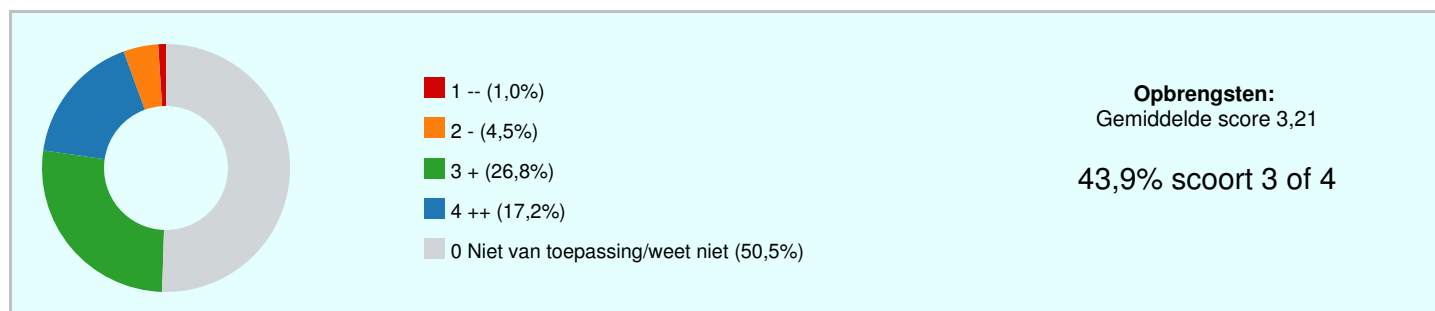 1 -- (1,0%)
2 - (4,5%)
3 + (26,8%)
4 ++ (17,2%)
0 Niet van toepassing/weet niet (50,5%)
Opbrengsten:
Gemiddelde score 3,21
43,9% scoort 3 of 4